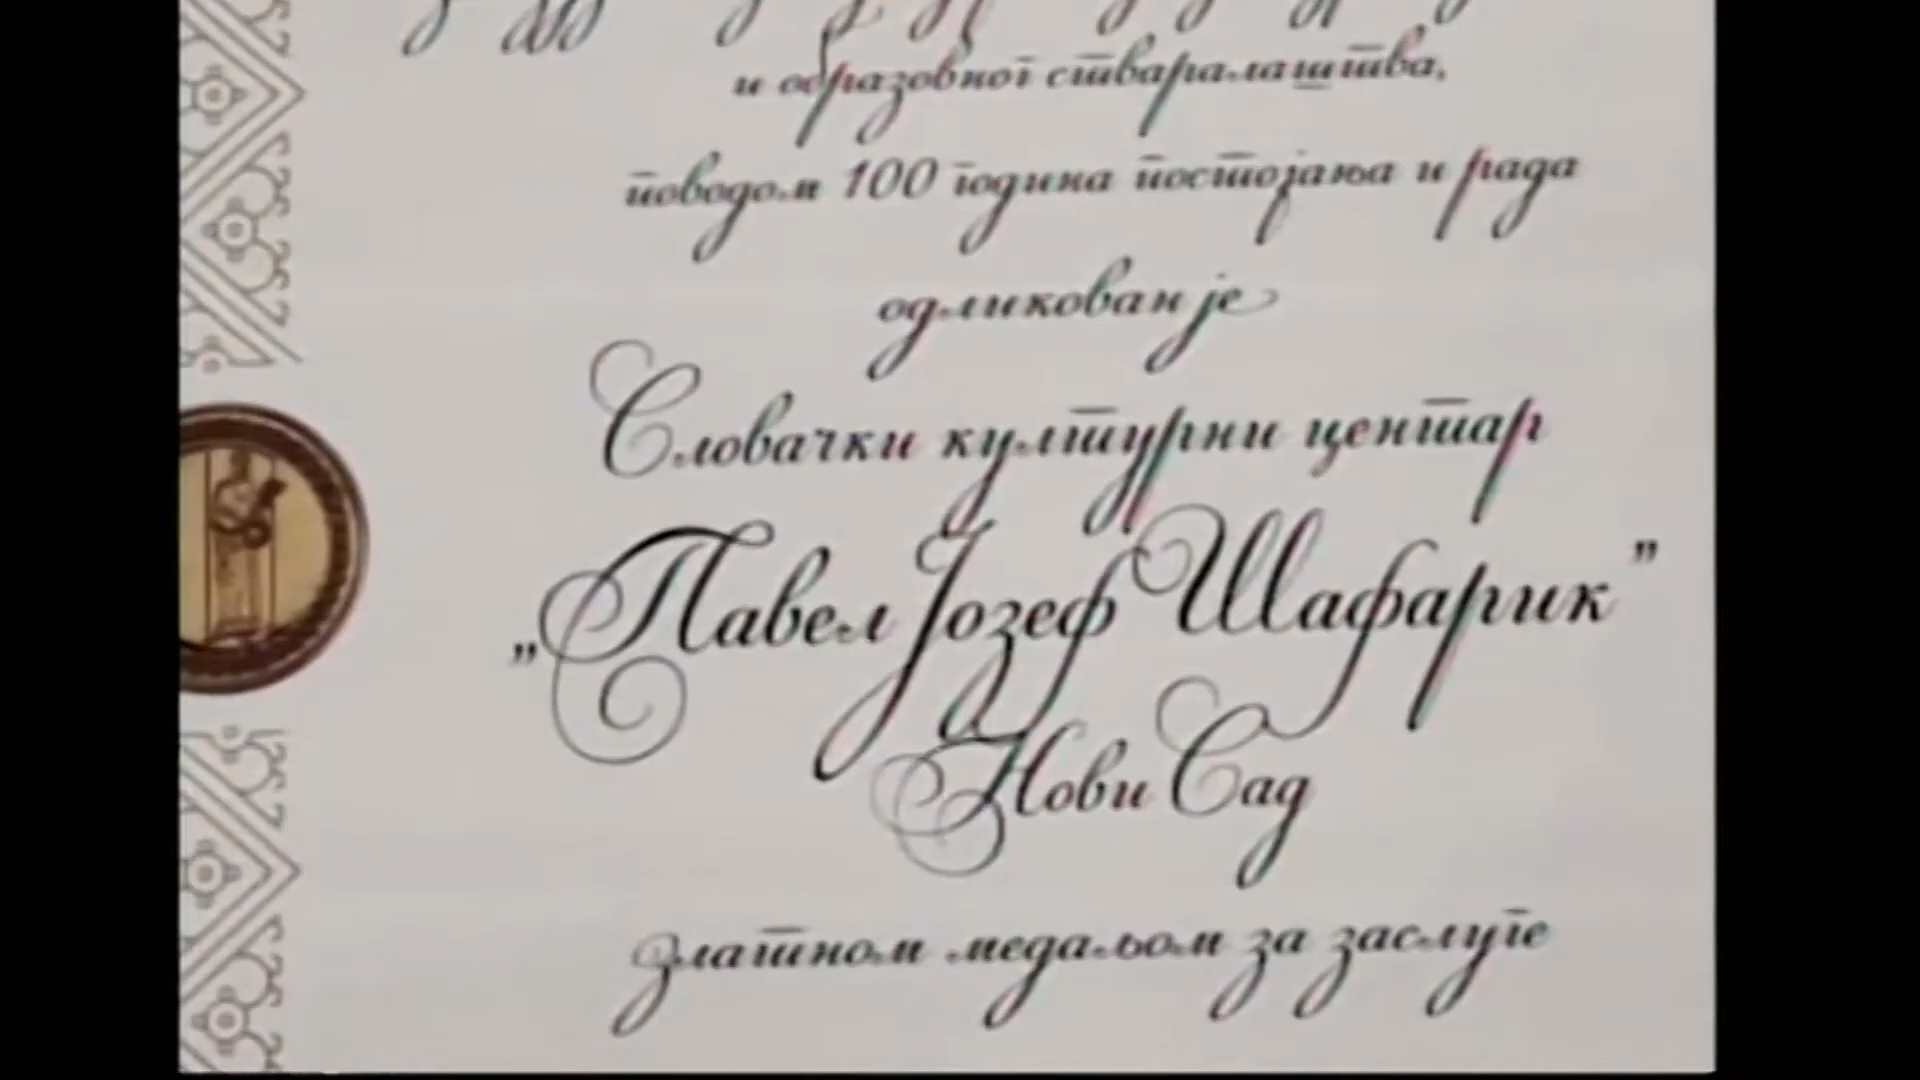 и образовног стваралаштва,
поводом 100 година постојања и рада
одликован је
Словачки културни центар
„Павел Јозеф Шафарик”
Нови Сад
златном медаљом за заслуге